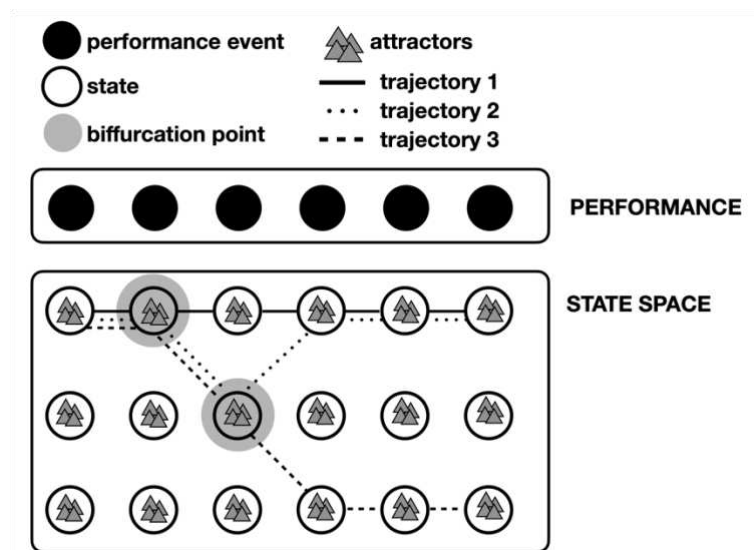 performance event
attractors
state
trajectory 1
trajectory 2
biffurcation point
trajectory 3
PERFORMANCE
STATE SPACE